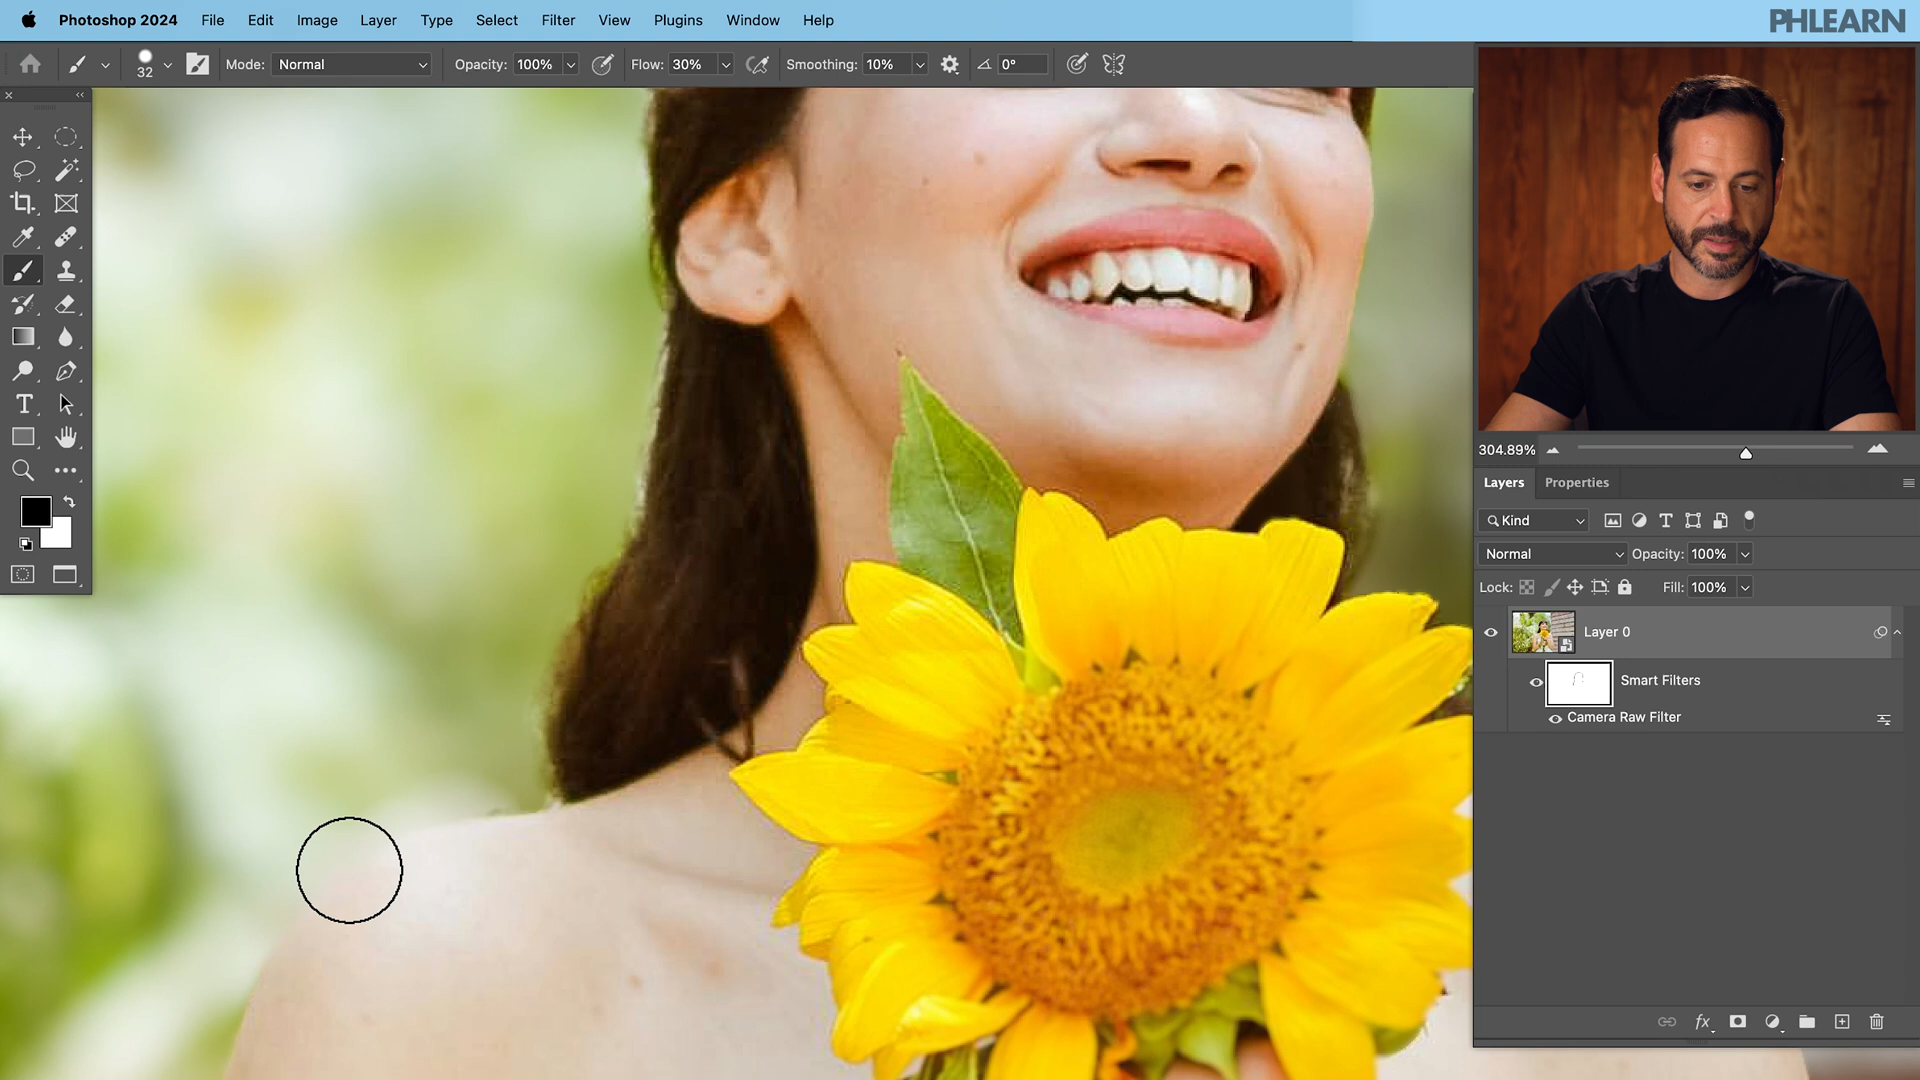 Photoshop 2024 File Edit Image Layer Type Select Filter View Plugins Window Help
PHLEARN
32 Mode: Normal Opacity: 100% Flow: 30% Smoothing: 10% 0°
304.89%
Layers Properties
Kind
Normal Opacity: 100%
Lock: Fill: 100%
Layer 0
Smart Filters
Camera Raw Filter
fx